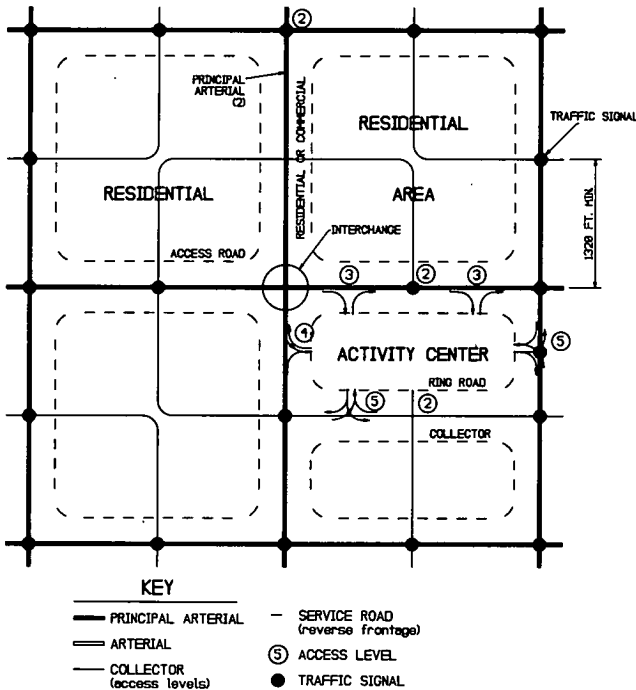 ②
PRINCIPAL
ARTERIAL
(2)
RESIDENTIAL OR COMMERCIAL
RESIDENTIAL
TRAFFIC SIGNAL
RESIDENTIAL
AREA
1320 FT. MIN.
INTERCHANGE
ACCESS ROAD
③
②
③
④
ACTIVITY CENTER
⑤
RING ROAD
⑤
②
COLLECTOR
KEY
PRINCIPAL ARTERIAL
ARTERIAL
COLLECTOR
(access levels)
SERVICE ROAD
(reverse frontage)
⑤ ACCESS LEVEL
TRAFFIC SIGNAL